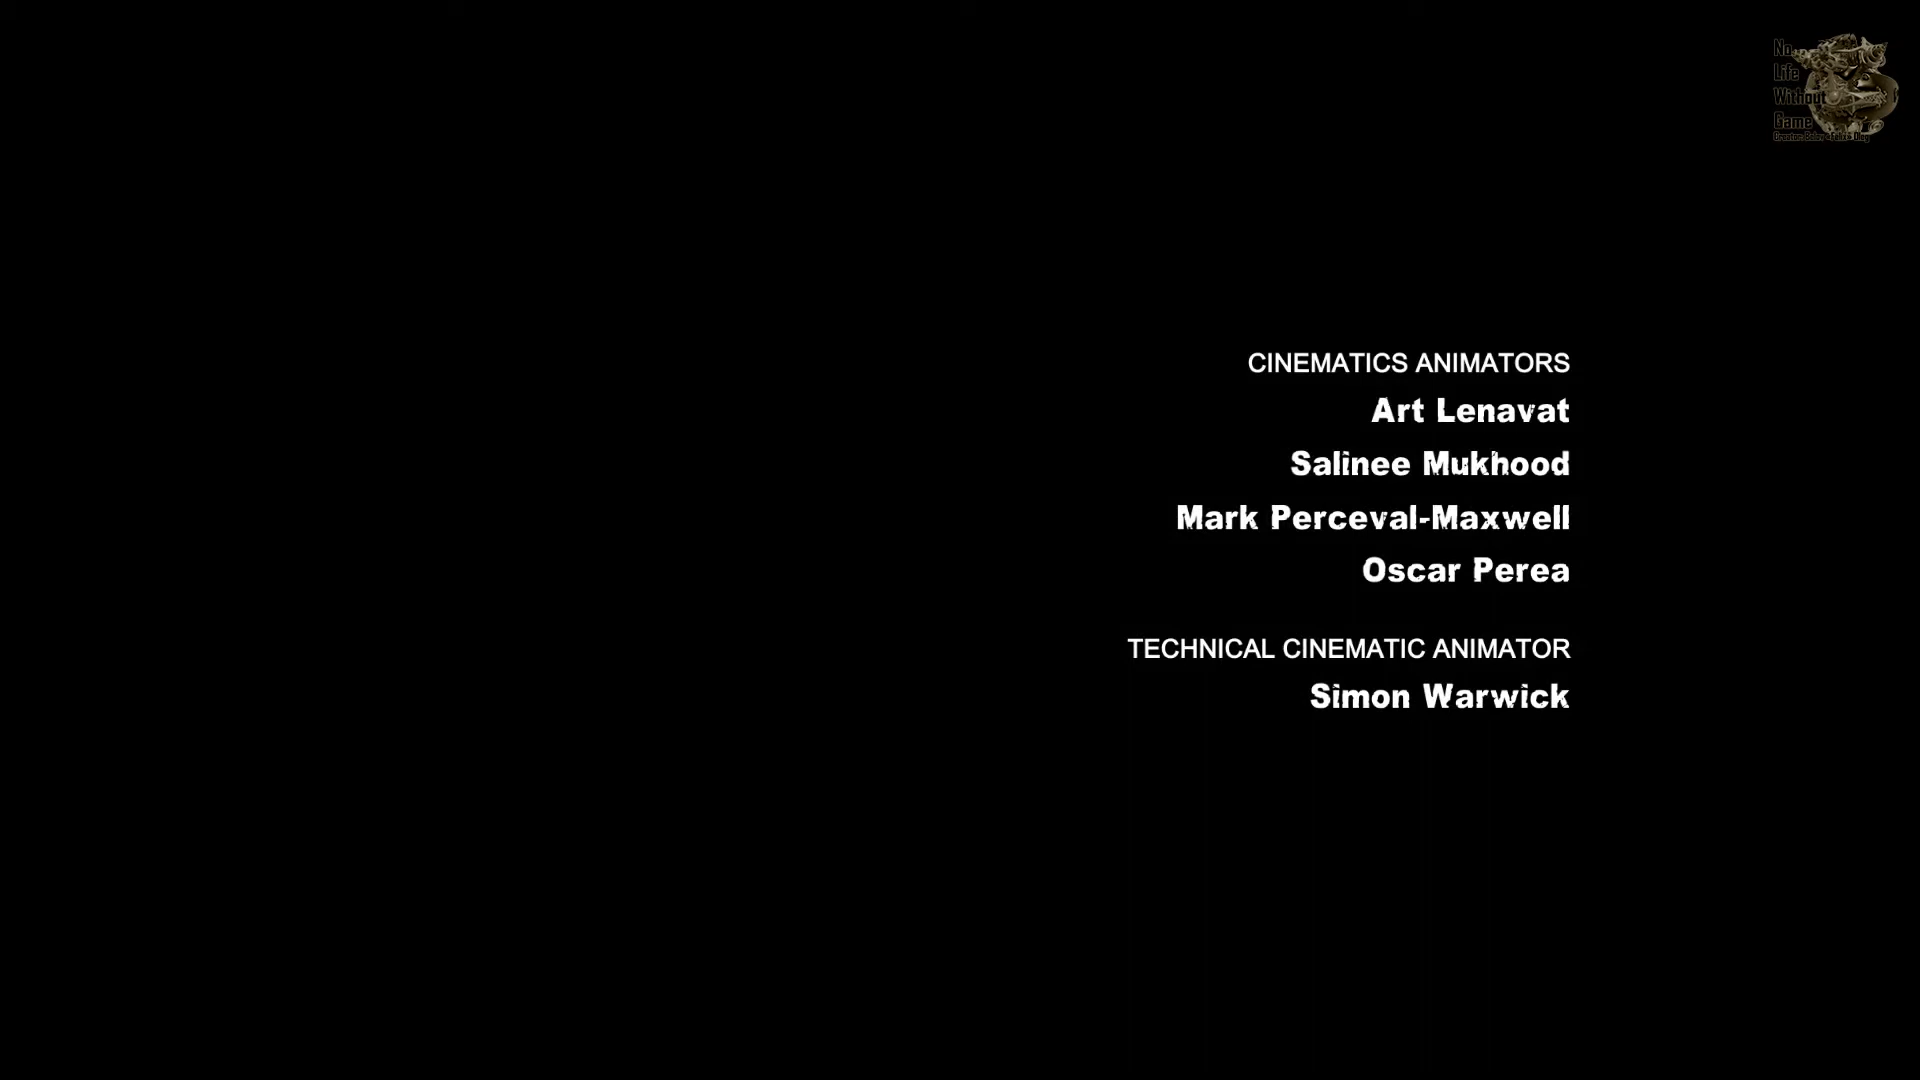 No
Life
Without
Game
CINEMATICS ANIMATORS
Art Lenavat
Salinee Mukhood
Mark Perceval-Maxwell
Oscar Perea
TECHNICAL CINEMATIC ANIMATOR
Simon Warwick